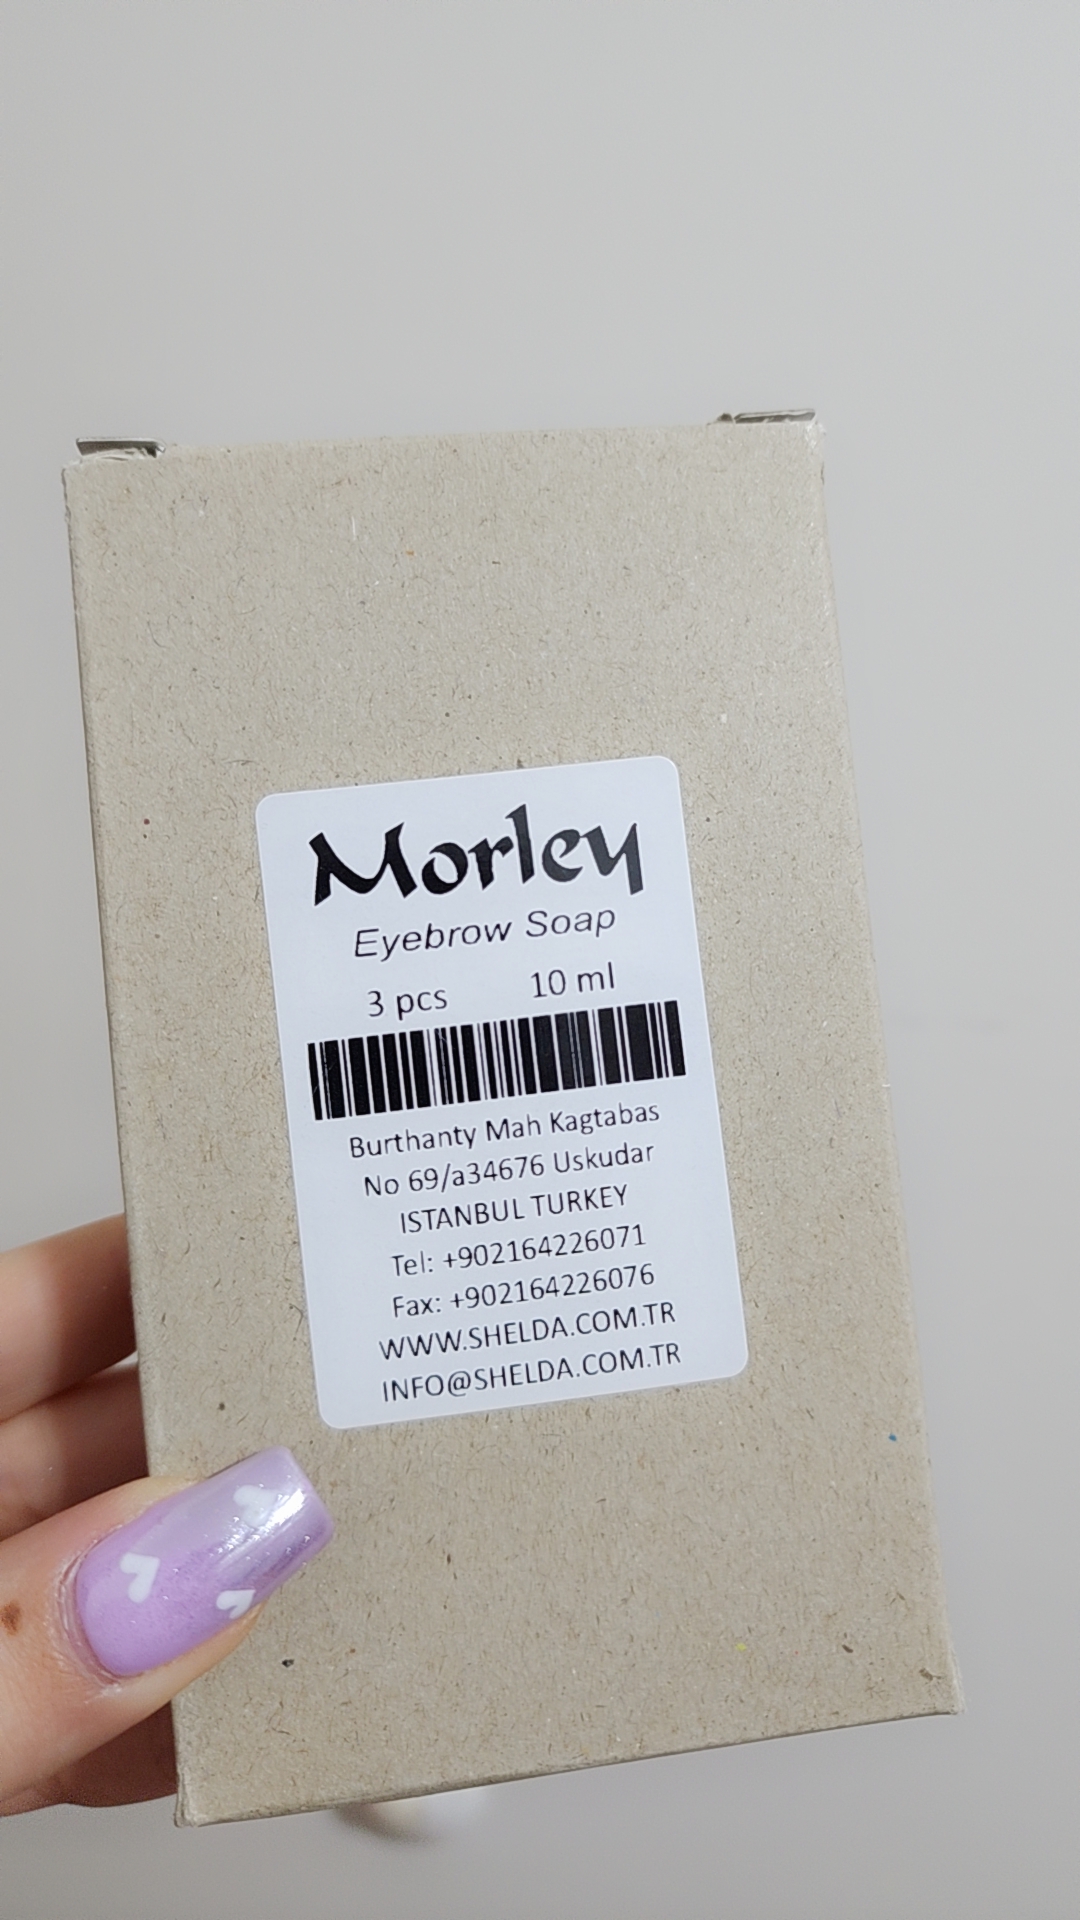 Morley
Eyebrow Soap
3 pcs 10 ml
Burthanty Mah Kagtabas
No 69/a34676 Uskudar
ISTANBUL TURKEY
Tel: +902164226071
Fax: +902164226076
WWW.SHELDA.COM.TR
INFO@SHELDA.COM.TR